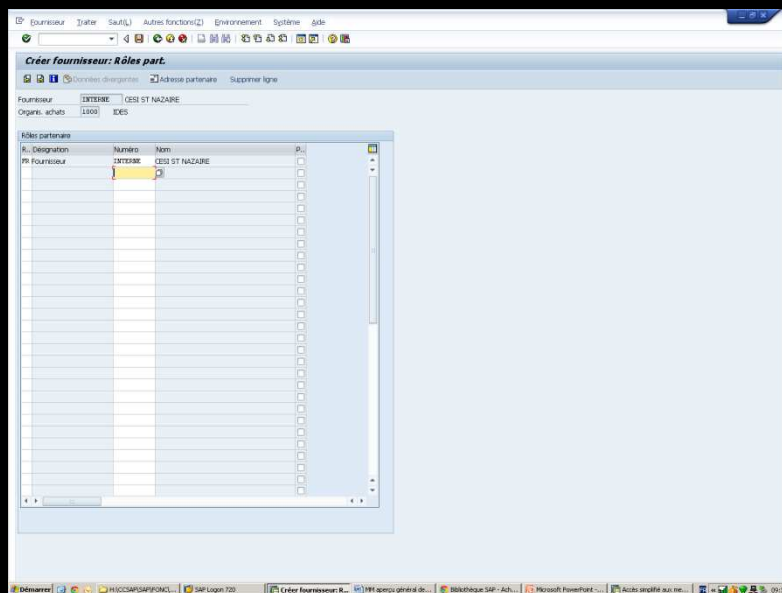 Fournisseur Traiter Saut(L) Autres fonctions(Z) Environnement Système Aide
Créer fournisseur: Rôles part.
Données divergentes Adresse partenaire Supprimer ligne
Fournisseur INTERNE CESI ST NAZAIRE
Organis. achats 1000 IDES
Rôles partenaire
R.. Désignation Numéro Nom P..
FR Fournisseur INTERNE CESI ST NAZAIRE
Démarrer H:\CCSAP\SAP\FONC\... SAP Logon 720 Créer fournisseur: R... MM aperçu général de... Bibliothèque SAP - Ach... Microsoft PowerPoint -... Accès simplifié aux me...